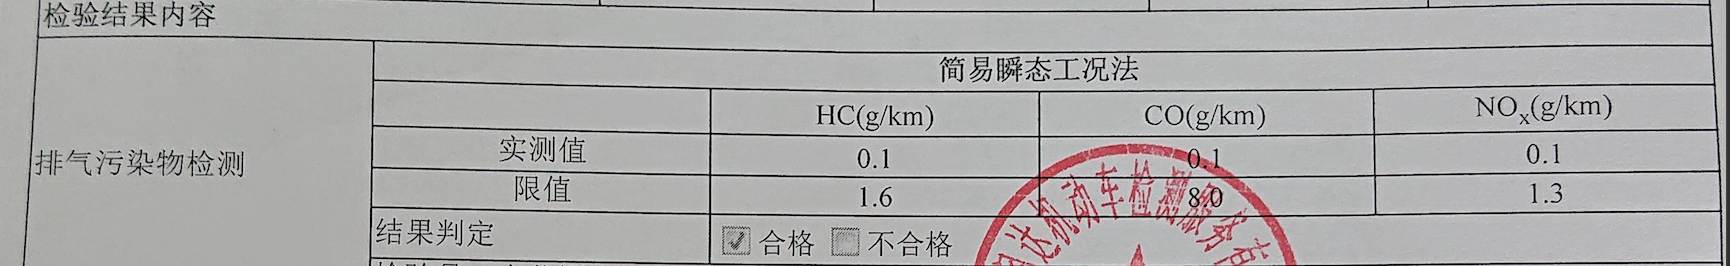 检验结果内容
简易瞬态工况法
HC(g/km) CO(g/km) NOx(g/km)
排气污染物检测
实测值 0.1 0.1 0.1
限值 1.6 8.0 1.3
结果判定 合格 不合格
达机动车检测服务有